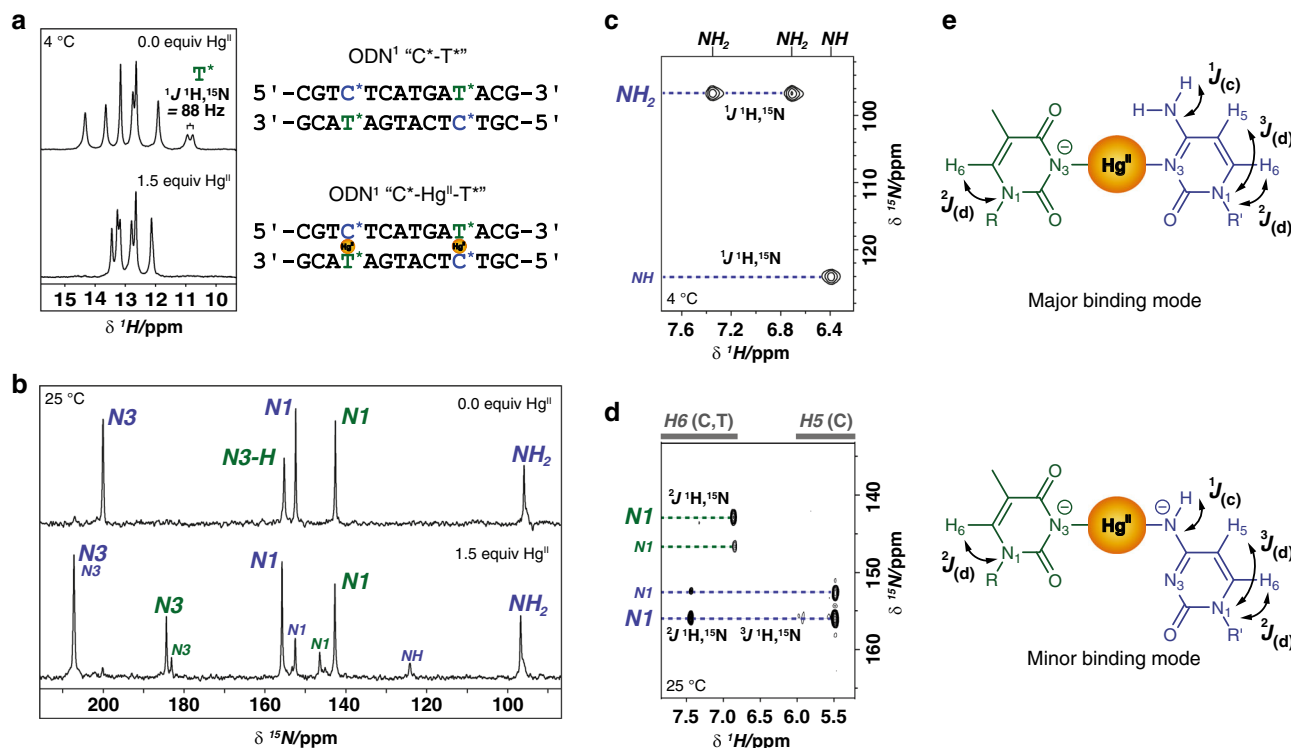 a
4 °C
0.0 equiv Hg^II
T*
¹J ¹H,¹⁵N
= 88 Hz
1.5 equiv Hg^II
15 14 13 12 11 10
δ ¹H/ppm
ODN¹ “C*-T*”
5'-CGTC*TCATGAT*ACG-3'
3'-GCAT*AGTACTC*TGC-5'
ODN¹ “C*-Hg^II-T*”
5'-CGTC*TCATGAT*ACG-3'
Hg^II Hg^II
3'-GCAT*AGTACTC*TGC-5'
b
25 °C
0.0 equiv Hg^II
N3
N3-H
N1
N1
NH₂
1.5 equiv Hg^II
N3
N3
N3
N3
N1
N1
N1
N1
NH
NH₂
200 180 160 140 120 100
δ ¹⁵N/ppm
c
NH₂ NH₂ NH
NH₂
¹J ¹H,¹⁵N
¹J ¹H,¹⁵N
NH
4 °C
100
110
120
δ ¹⁵N/ppm
7.6 7.2 6.8 6.4
δ ¹H/ppm
d
H6 (C,T) H5 (C)
²J ¹H,¹⁵N
N1
N1
N1
N1
²J ¹H,¹⁵N ³J ¹H,¹⁵N
25 °C
140
150
160
δ ¹⁵N/ppm
7.5 7.0 6.5 6.0 5.5
δ ¹H/ppm
e
O
H₆
N₃
⊖
N₁
R
O
²J(d)
Hg^II
H
H
N
¹J(c)
H₅
³J(d)
H₆
N₃
N₁
O
R'
²J(d)
Major binding mode
O
H₆
N₃
⊖
N₁
R
O
²J(d)
Hg^II
⊖
H
N
¹J(c)
H₅
³J(d)
H₆
N₃
N₁
O
R'
²J(d)
Minor binding mode